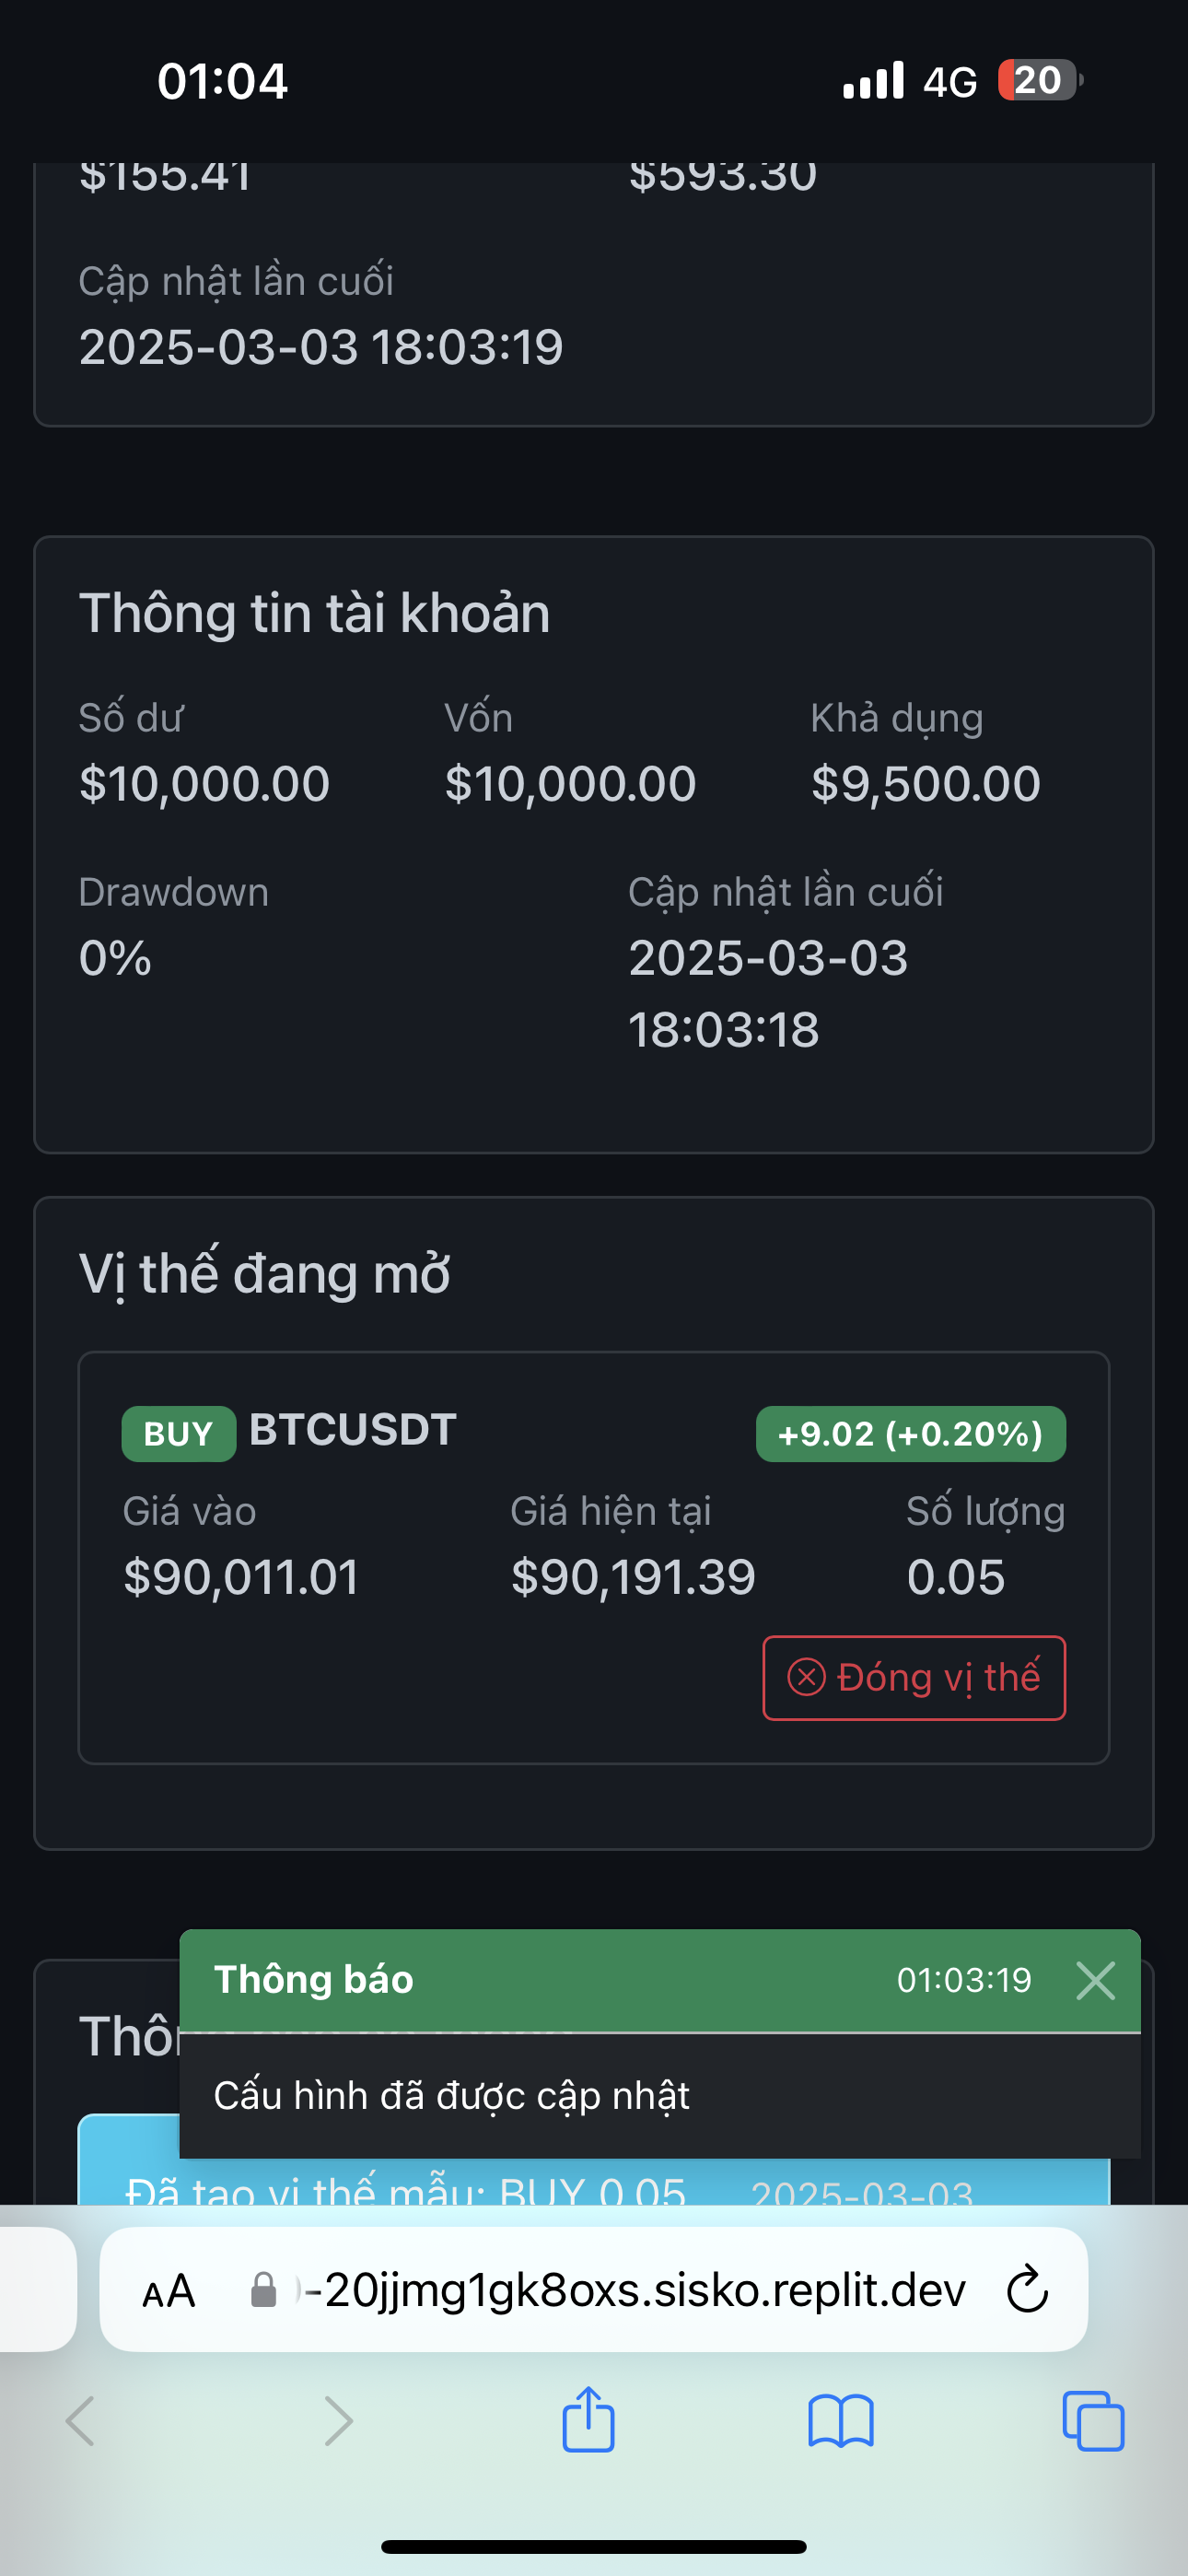 01:04
4G
20
$155.41
$593.30
Cập nhật lần cuối
2025-03-03 18:03:19
Thông tin tài khoản
Số dư
Vốn
Khả dụng
$10,000.00
$10,000.00
$9,500.00
Drawdown
Cập nhật lần cuối
0%
2025-03-03
18:03:18
Vị thế đang mở
BUY BTCUSDT
+9.02 (+0.20%)
Giá vào
Giá hiện tại
Số lượng
$90,011.01
$90,191.39
0.05
Đóng vị thế
Thông báo
01:03:19
Cấu hình đã được cập nhật
Đã tạo vị thế mẫu: BUY 0.05
2025-03-03
AA
-20jjmg1gk8oxs.sisko.replit.dev